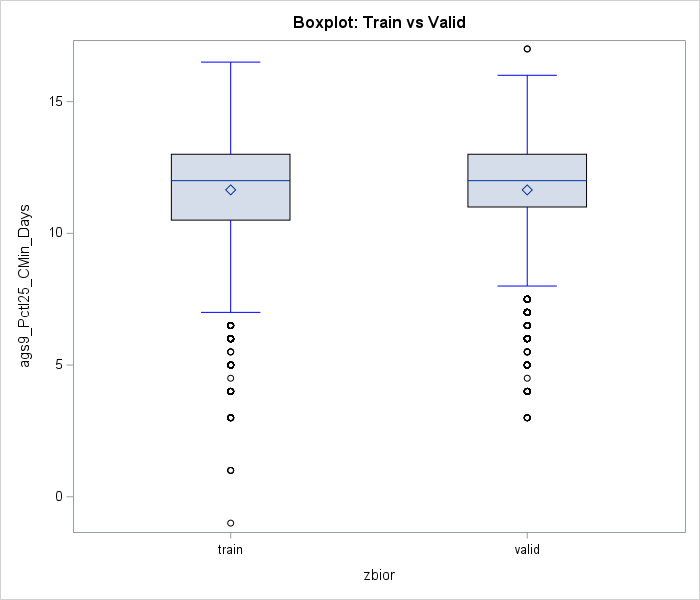 Boxplot: Train vs Valid
15
10
5
0
ags9_Pctl25_CMin_Days
train
valid
zbior